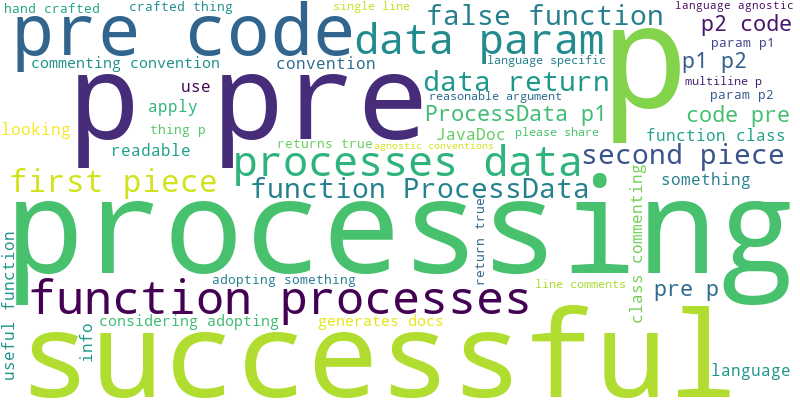 hand crafted
crafted thing
single line
language agnostic
pre code
false function
p2 code
data param
p
param p1
commenting convention
convention
language specific
p1 p2
p pre
data return
multiline p
use
reasonable argument
param p2
apply
ProcessData p1
code pre
looking
thing p
JavaDoc
please share
function class
readable
returns true
agnostic conventions
processes data
second piece
first piece
function ProcessData
something
processing
class commenting
return true
useful function
adopting something
function processes
line comments
pre p
considering adopting
generates docs
info
successful
language